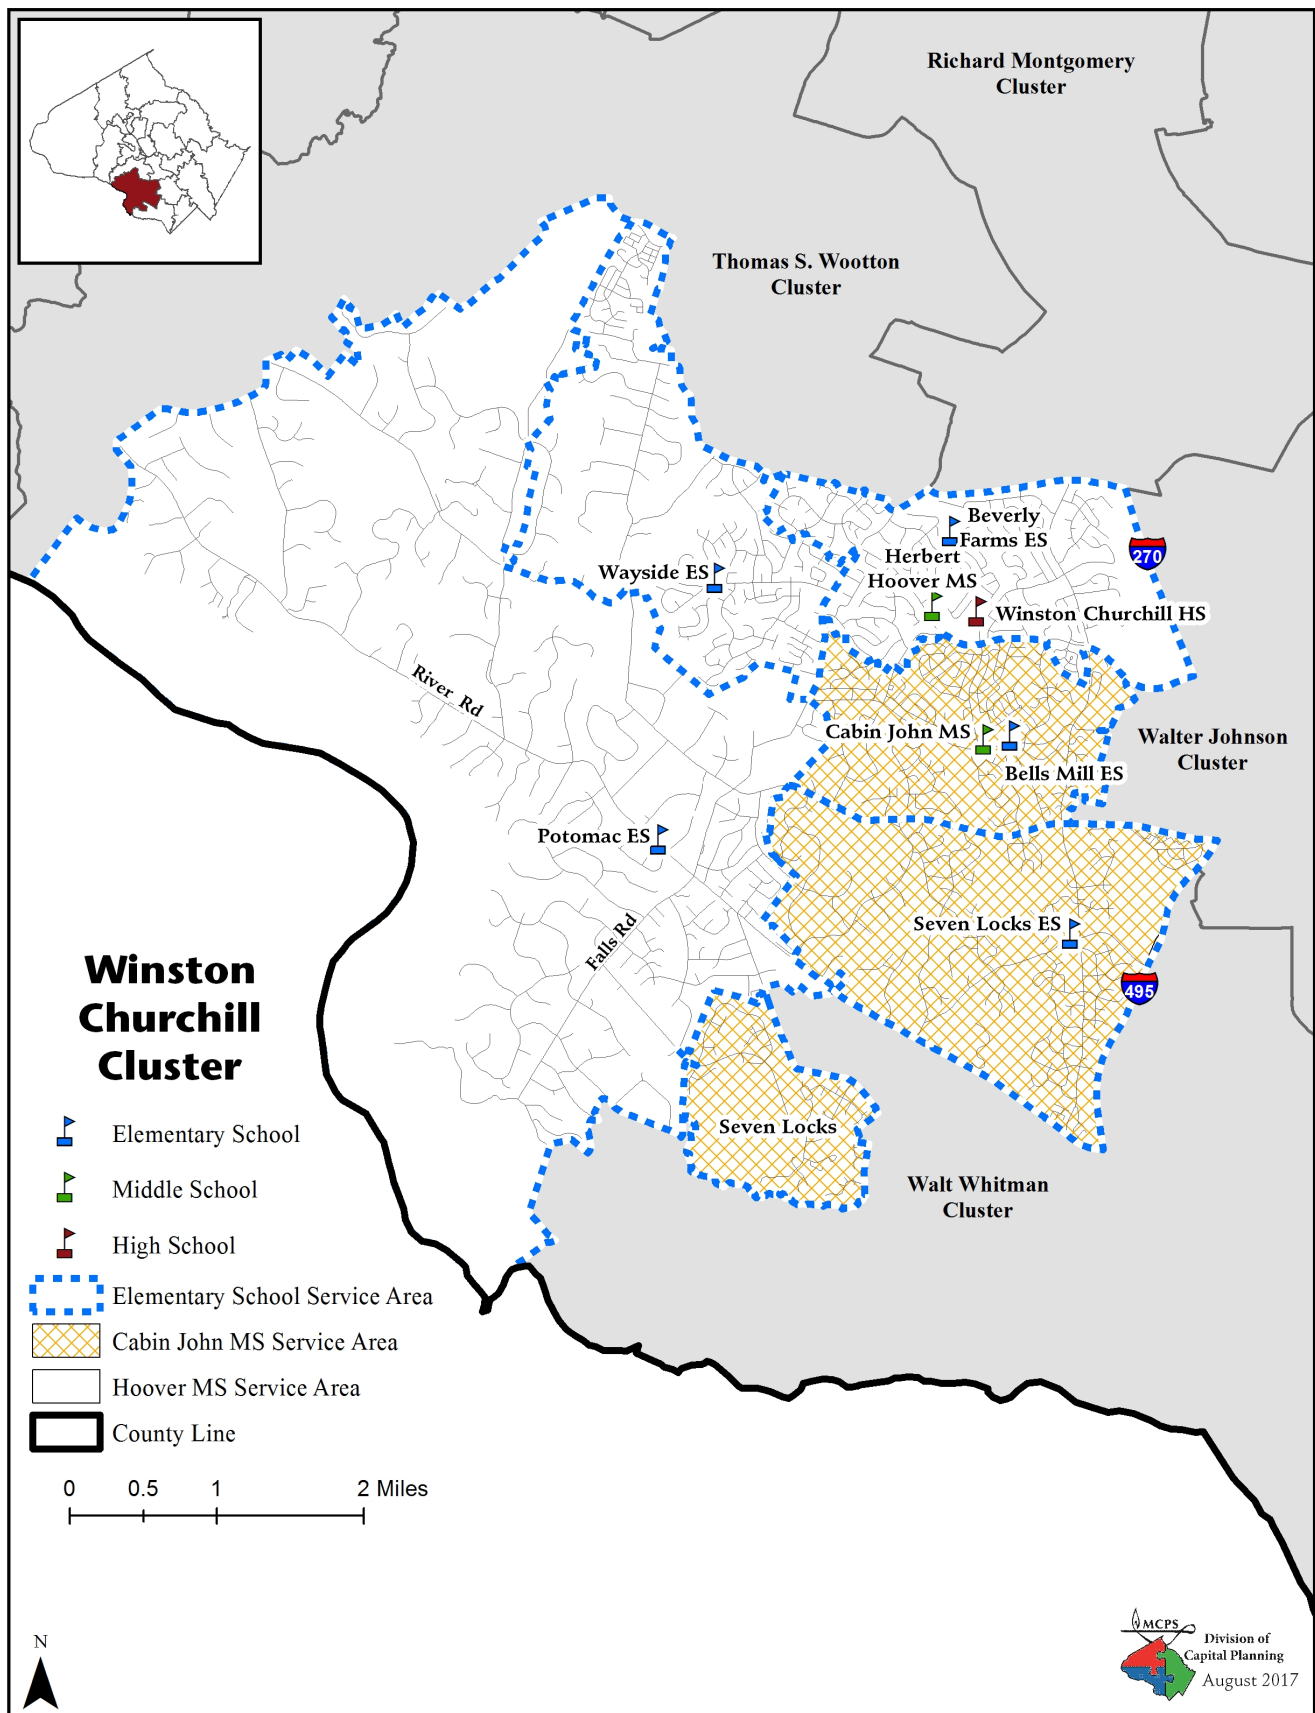 Richard Montgomery
Cluster
Thomas S. Wootton
Cluster
Beverly
Farms ES
270
Herbert
Hoover MS
Wayside ES
Winston Churchill HS
River Rd
Cabin John MS
Walter Johnson
Cluster
Bells Mill ES
Potomac ES
Seven Locks ES
Falls Rd
495
Winston
Churchill
Cluster
Seven Locks
Walt Whitman
Cluster
Elementary School
Middle School
High School
Elementary School Service Area
Cabin John MS Service Area
Hoover MS Service Area
County Line
0 0.5 1 2 Miles
N
MCPS
Division of
Capital Planning
August 2017